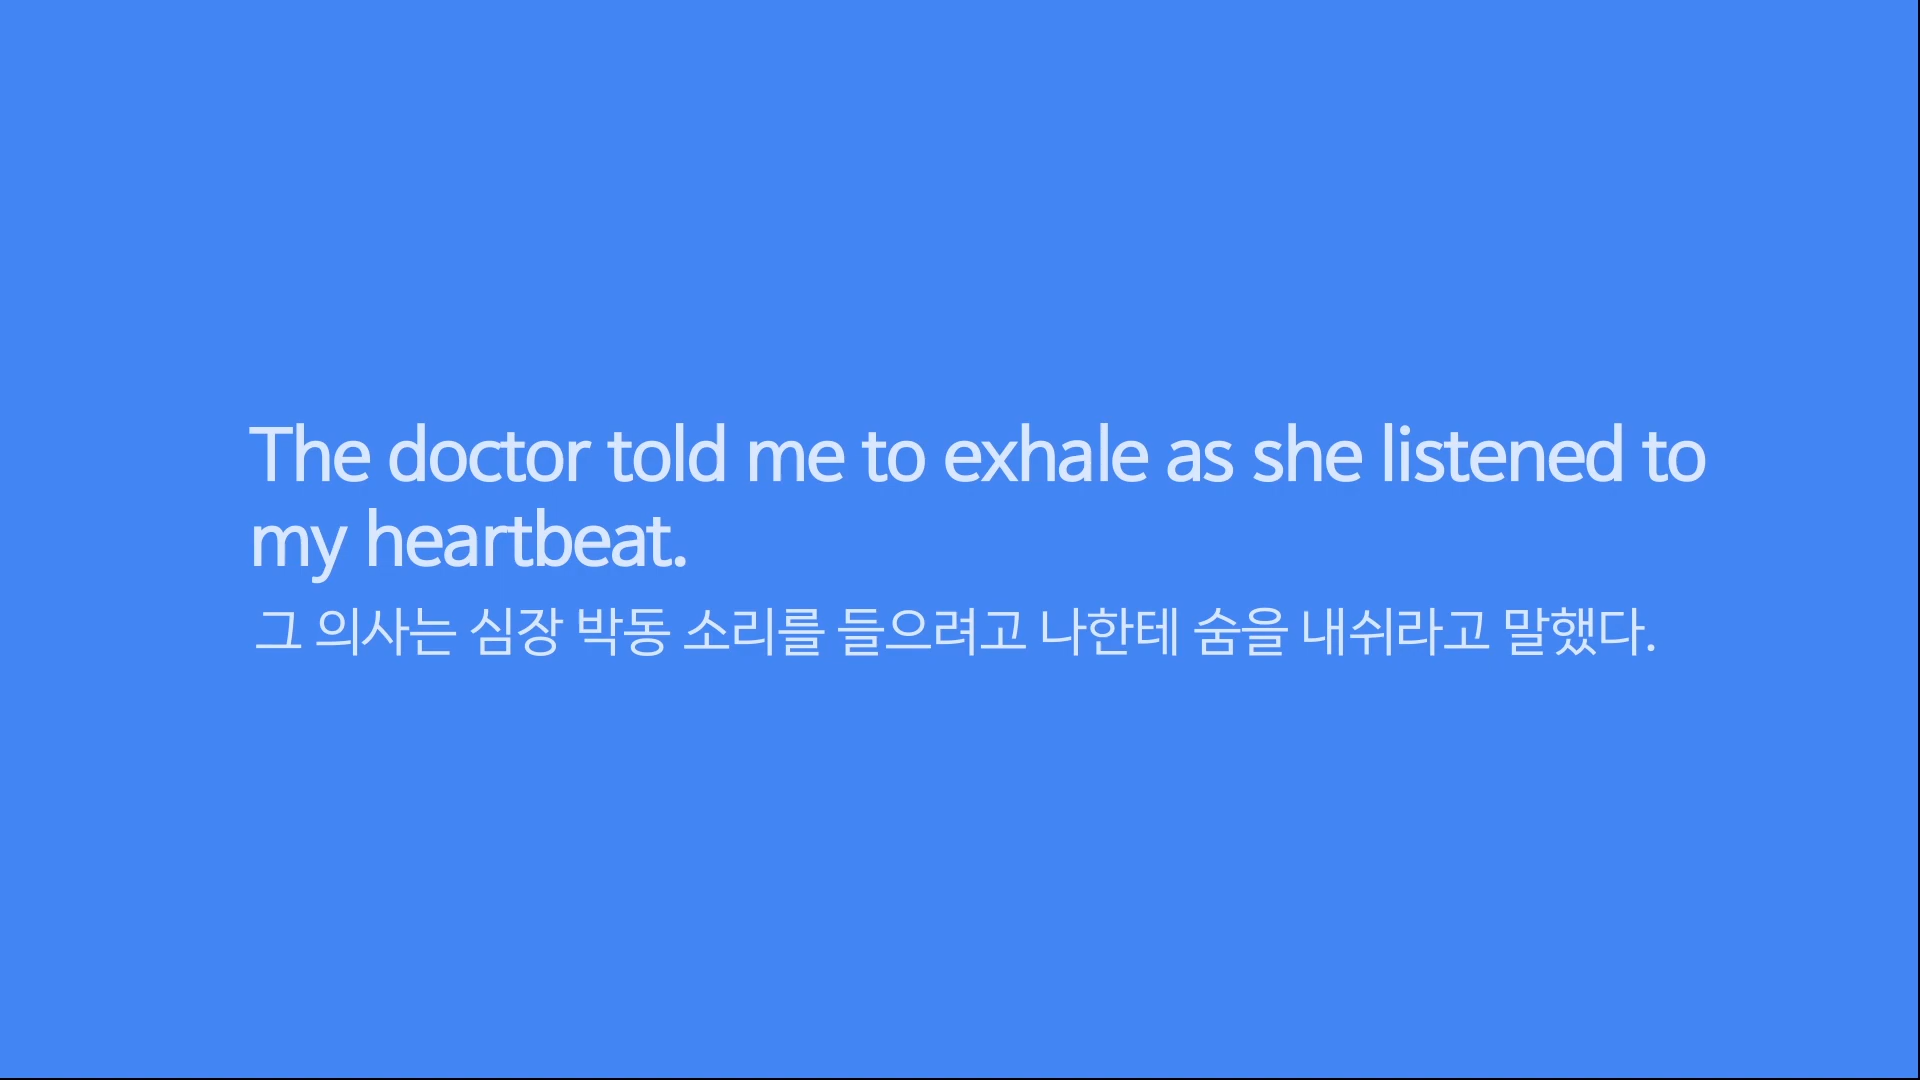 The doctor told me to exhale as she listened to
my heartbeat.
그 의사는 심장 박동 소리를 들으려고 나한테 숨을 내쉬라고 말했다.